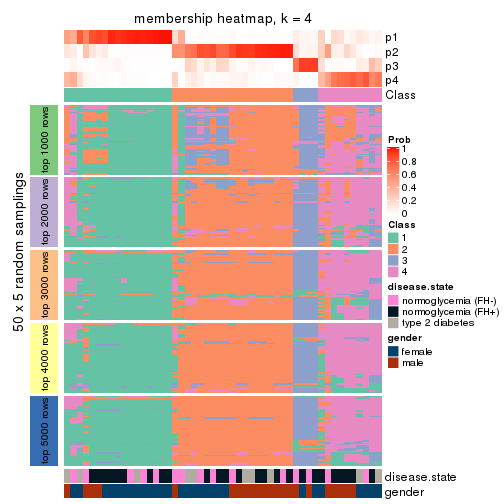 membership heatmap, k = 4
p1
p2
p3
p4
Class
50 x 5 random samplings
top 1000 rows
top 2000 rows
top 3000 rows
top 4000 rows
top 5000 rows
Prob
1
0.8
0.6
0.4
0.2
0
Class
1
2
3
4
disease.state
normoglycemia (FH-)
normoglycemia (FH+)
type 2 diabetes
gender
female
male
disease.state
gender